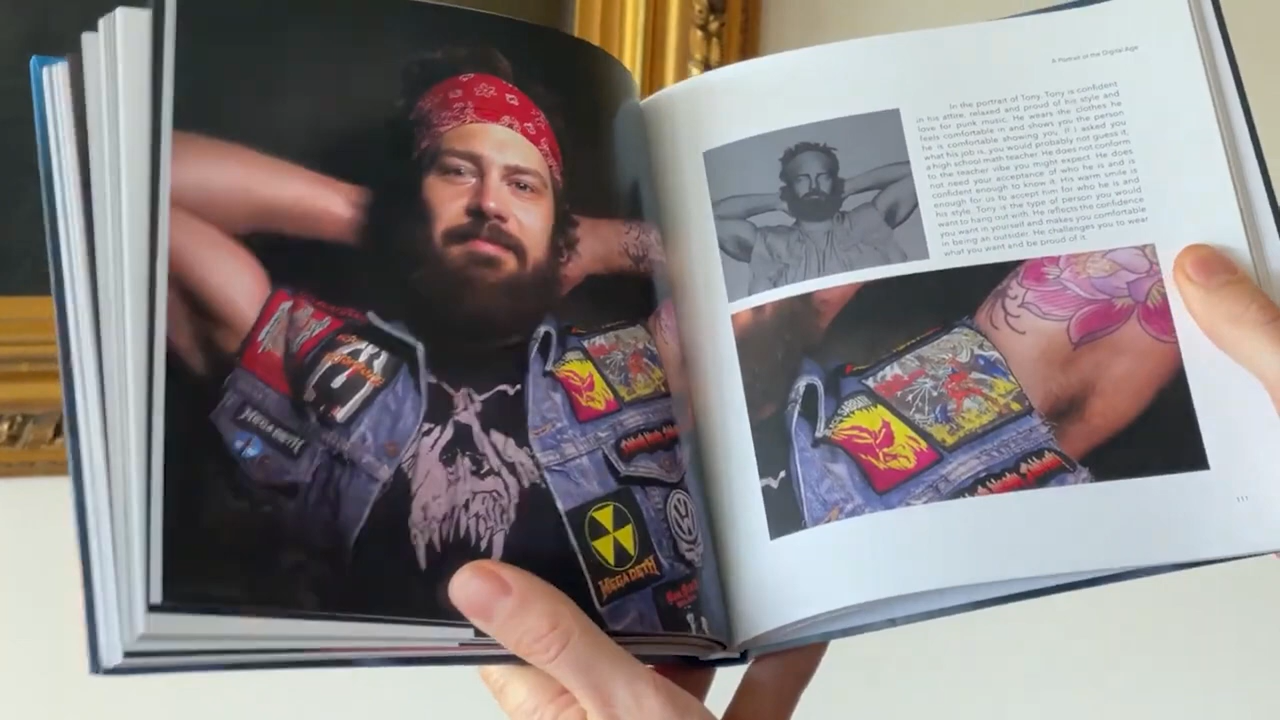 A Portrait of the Digital Age
In the portrait of Tony, Tony is confident
in his attire, relaxed and proud of his style and
love for punk music. He wears the clothes he
feels comfortable in and shows you the person
he is comfortable showing you. If I asked you
what his job is, you would probably not guess it,
a high school math teacher. He does not conform
to the teacher vibe you might expect. He does
not need your acceptance of who he is and is
confident enough to know it. His warm smile is
enough for us to accept him for who he is and
his style. Tony is the type of person you would
want to hang out with. He reflects the confidence
you want in yourself and makes you comfortable
in being an outsider. He challenges you to wear
what you want and be proud of it.
MEGADETH
111